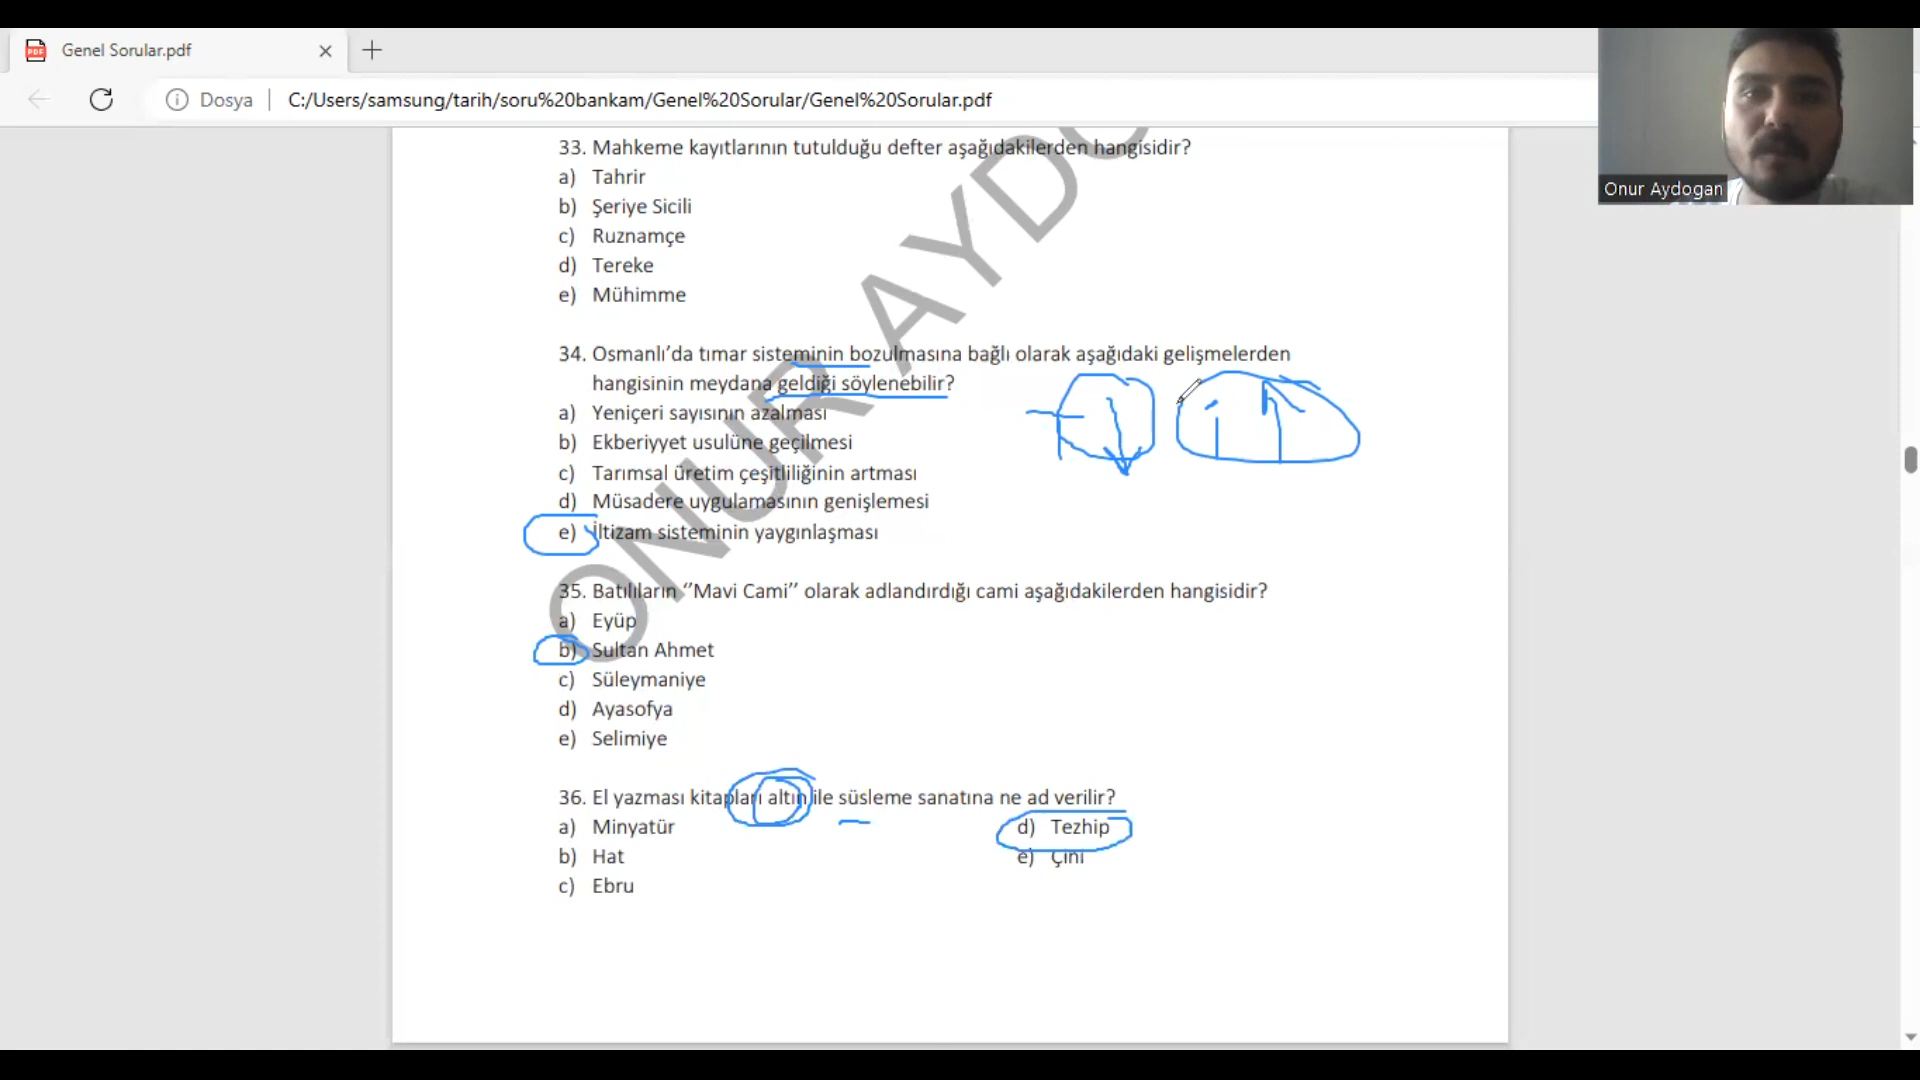 Genel Sorular.pdf
Dosya
C:/Users/samsung/tarih/soru%20bankam/Genel%20Sorular/Genel%20Sorular.pdf
Onur Aydogan
33. Mahkeme kayıtlarının tutulduğu defter aşağıdakilerden hangisidir?
a) Tahrir
b) Şeriye Sicili
c) Ruznamçe
d) Tereke
e) Mühimme
34. Osmanlı’da tımar sisteminin bozulmasına bağlı olarak aşağıdaki gelişmelerden
hangisinin meydana geldiği söylenebilir?
a) Yeniçeri sayısının azalması
b) Ekberiyyet usulüne geçilmesi
c) Tarımsal üretim çeşitliliğinin artması
d) Müsadere uygulamasının genişlemesi
e) İltizam sisteminin yaygınlaşması
35. Batılıların ‘’Mavi Cami’’ olarak adlandırdığı cami aşağıdakilerden hangisidir?
a) Eyüp
b) Sultan Ahmet
c) Süleymaniye
d) Ayasofya
e) Selimiye
36. El yazması kitapları altın ile süsleme sanatına ne ad verilir?
a) Minyatür
b) Hat
c) Ebru
d) Tezhip
e) Çini
ONUR AYDO